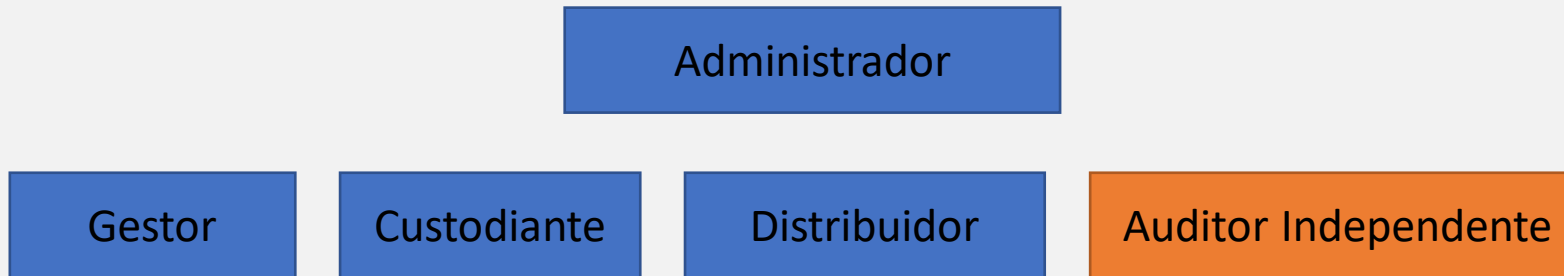 Administrador
Gestor
Custodiante
Distribuidor
Auditor Independente